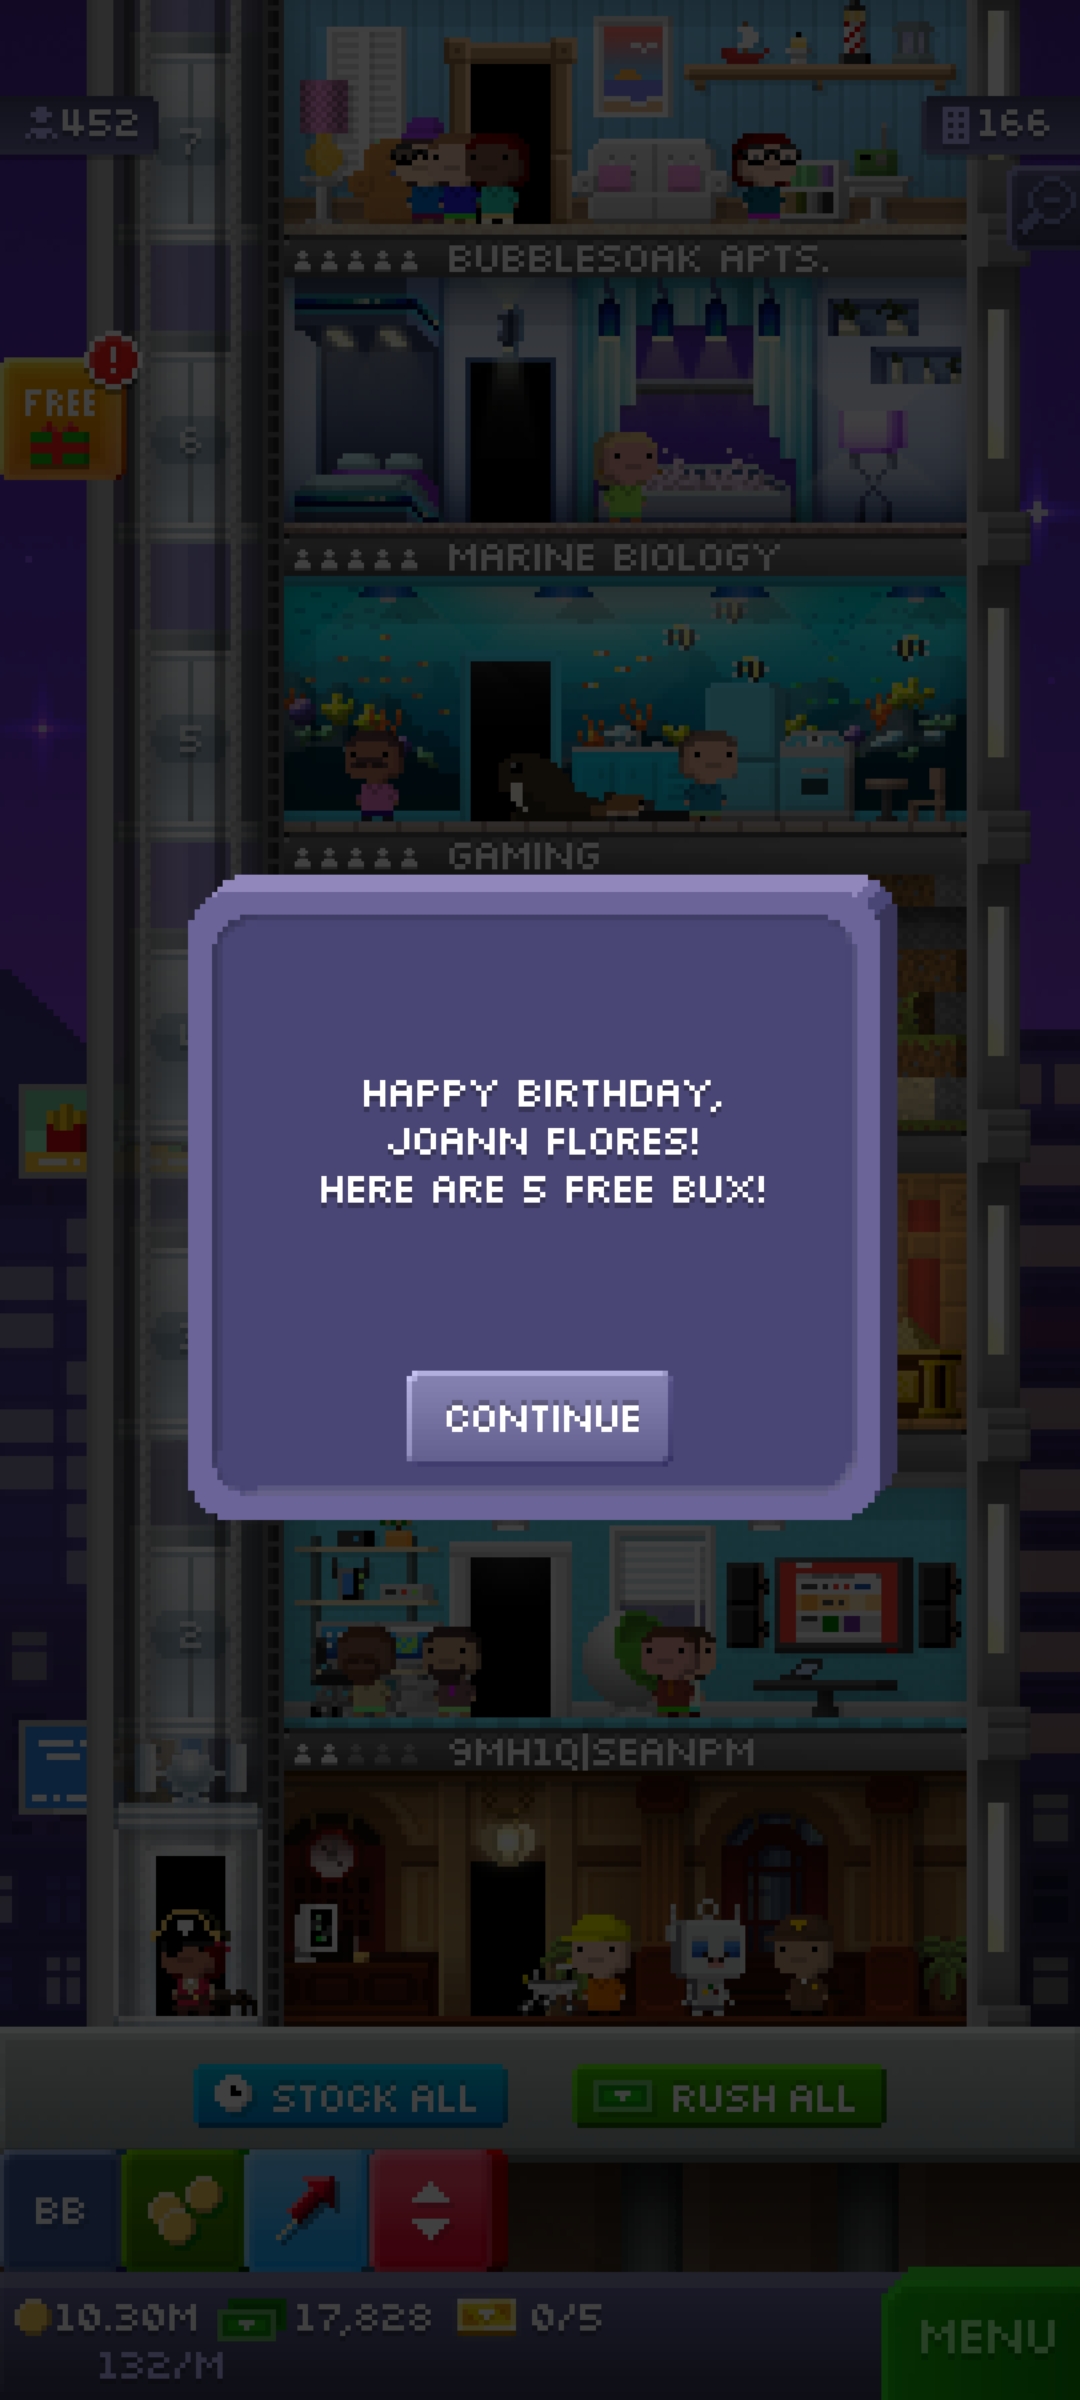 452
7
166
BUBBLESOAK APTS.
FREE
!
6
MARINE BIOLOGY
5
GAMING
HAPPY BIRTHDAY,
JOANN FLORES!
HERE ARE 5 FREE BUX!
CONTINUE
2
9MH1Q|SEANPM
STOCK ALL
RUSH ALL
BB
10.30M 17,828 0/5
132/M
MENU